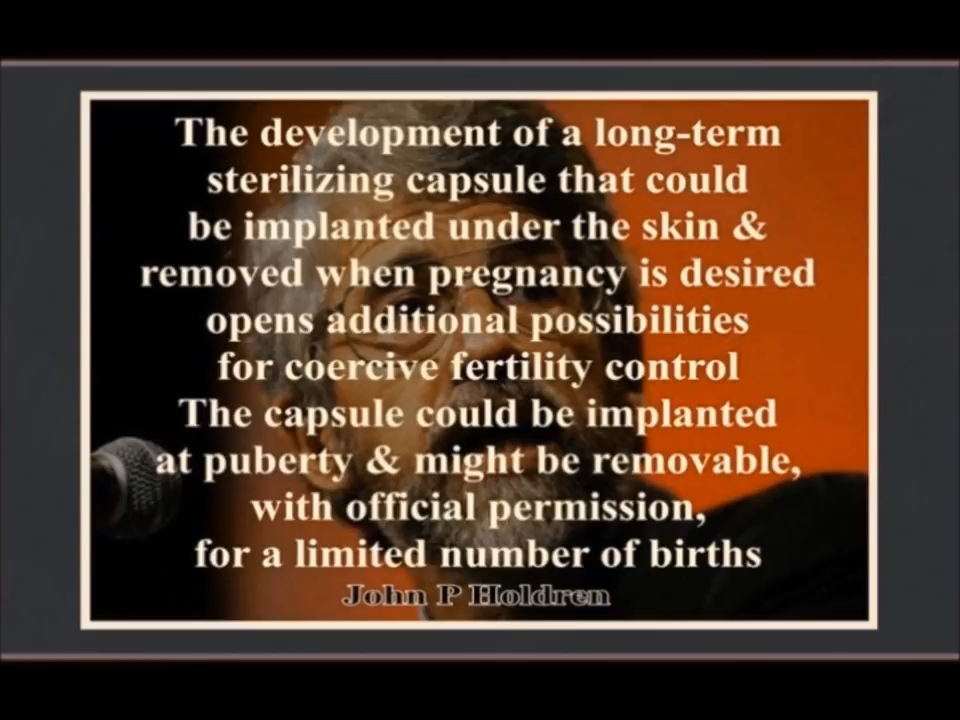 The development of a long-term
sterilizing capsule that could
be implanted under the skin &
removed when pregnancy is desired
opens additional possibilities
for coercive fertility control
The capsule could be implanted
at puberty & might be removable,
with official permission,
for a limited number of births
John P Holdren